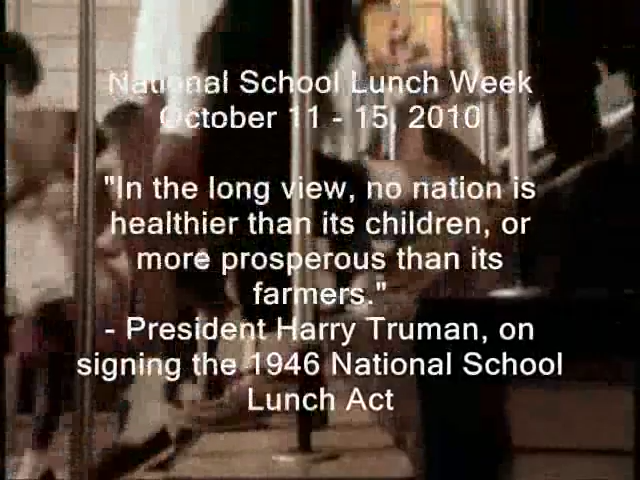 National School Lunch Week
October 11 - 15, 2010
"In the long view, no nation is
healthier than its children, or
more prosperous than its
farmers."
- President Harry Truman, on
signing the 1946 National School
Lunch Act